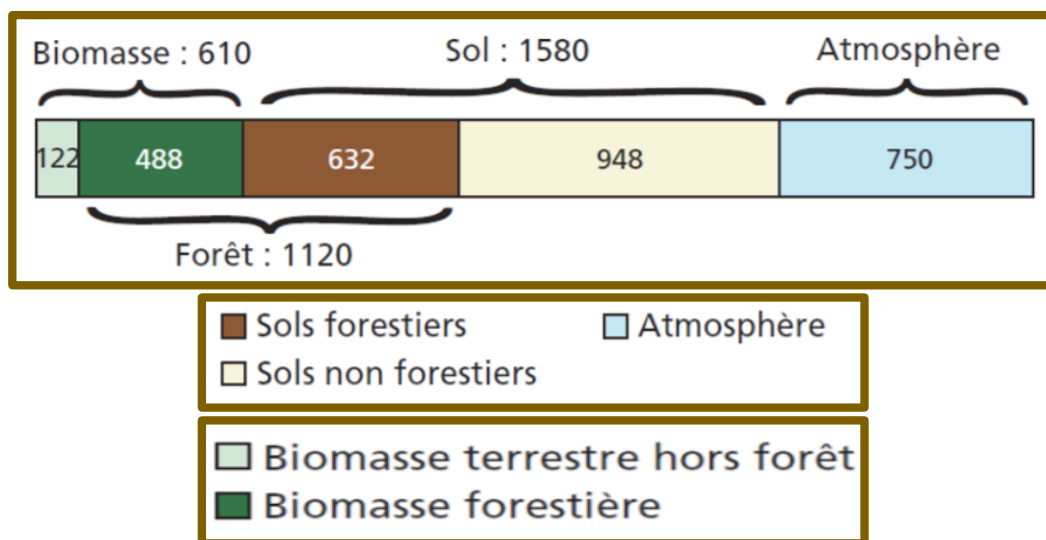 Biomasse : 610 Sol : 1580 Atmosphère
122 488 632 948 750
Forêt : 1120
Sols forestiers Atmosphère
Sols non forestiers
Biomasse terrestre hors forêt
Biomasse forestière